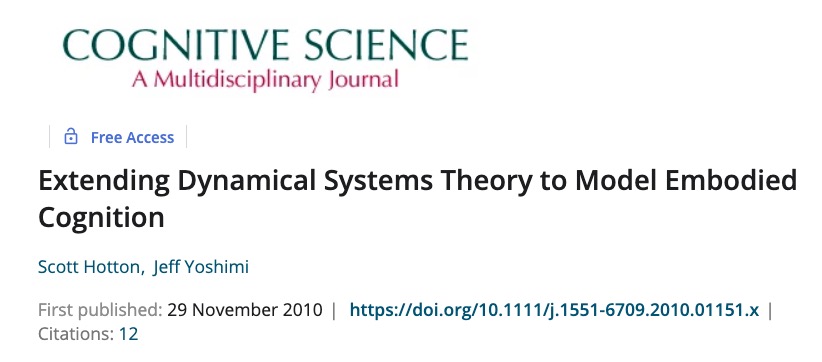 COGNITIVE SCIENCE
A Multidisciplinary Journal
Free Access
Extending Dynamical Systems Theory to Model Embodied
Cognition
Scott Hotton, Jeff Yoshimi
First published: 29 November 2010 | https://doi.org/10.1111/j.1551-6709.2010.01151.x |
Citations: 12